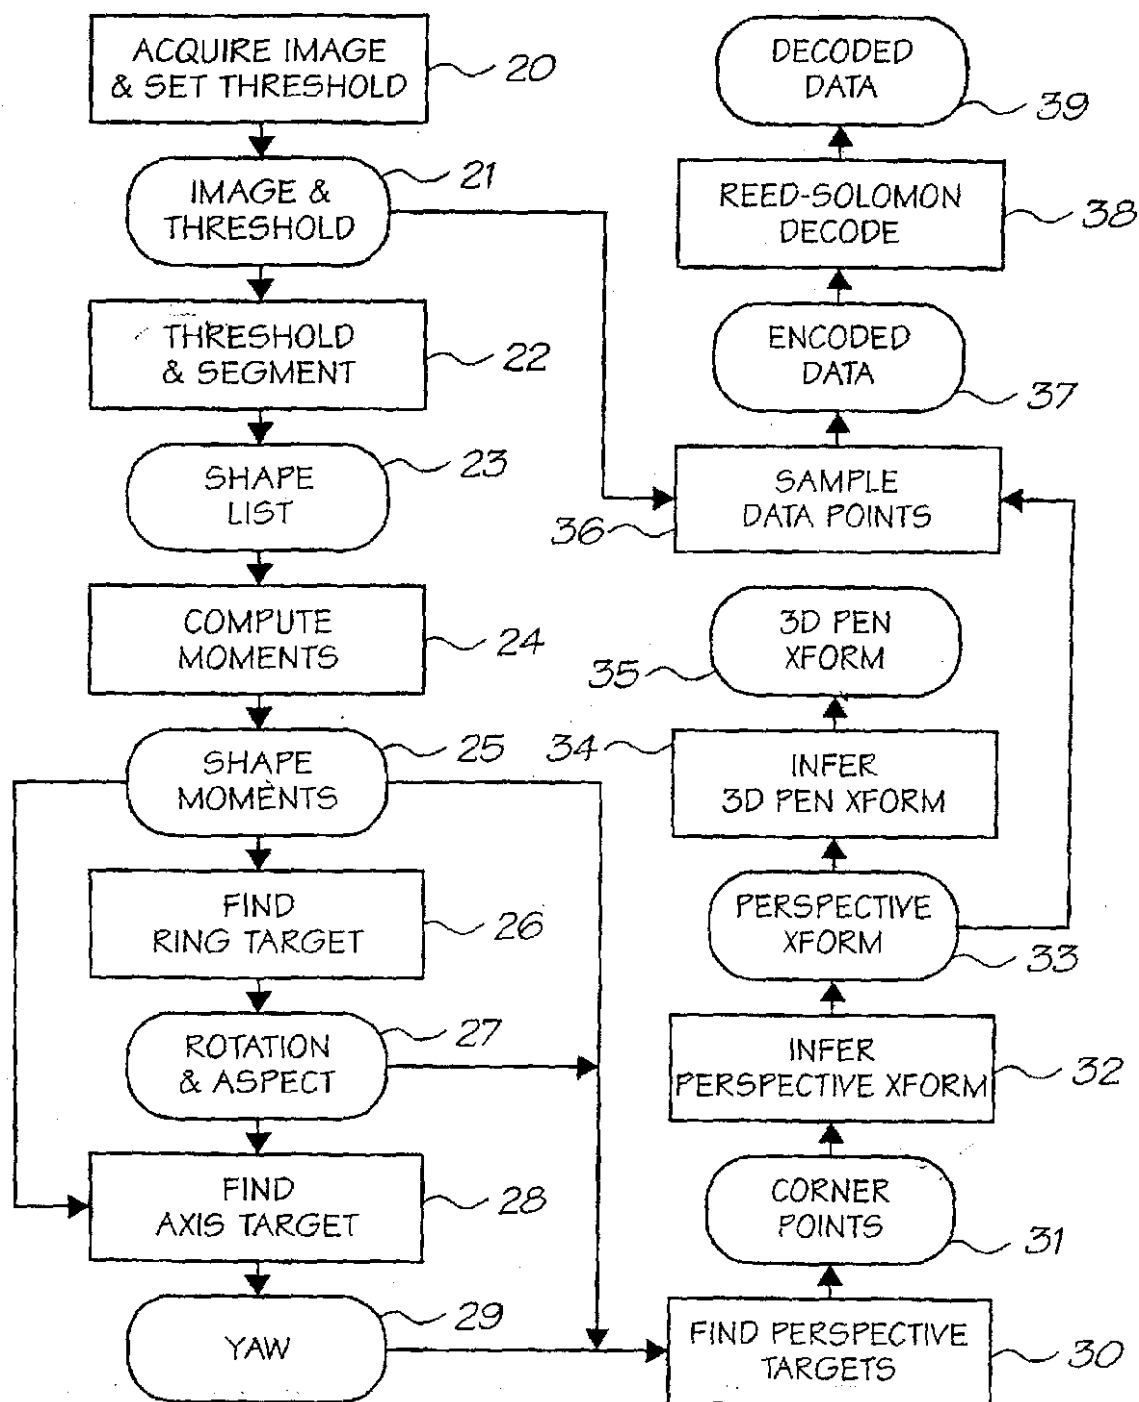 ACQUIRE IMAGE
& SET THRESHOLD
20
IMAGE &
THRESHOLD
21
THRESHOLD
& SEGMENT
22
SHAPE
LIST
23
COMPUTE
MOMENTS
24
SHAPE
MOMENTS
25
FIND
RING TARGET
26
ROTATION
& ASPECT
27
FIND
AXIS TARGET
28
YAW
29
DECODED
DATA
39
REED-SOLOMON
DECODE
38
ENCODED
DATA
37
SAMPLE
DATA POINTS
36
3D PEN
XFORM
35
34
INFER
3D PEN XFORM
PERSPECTIVE
XFORM
33
INFER
PERSPECTIVE XFORM
32
CORNER
POINTS
31
FIND PERSPECTIVE
TARGETS
30